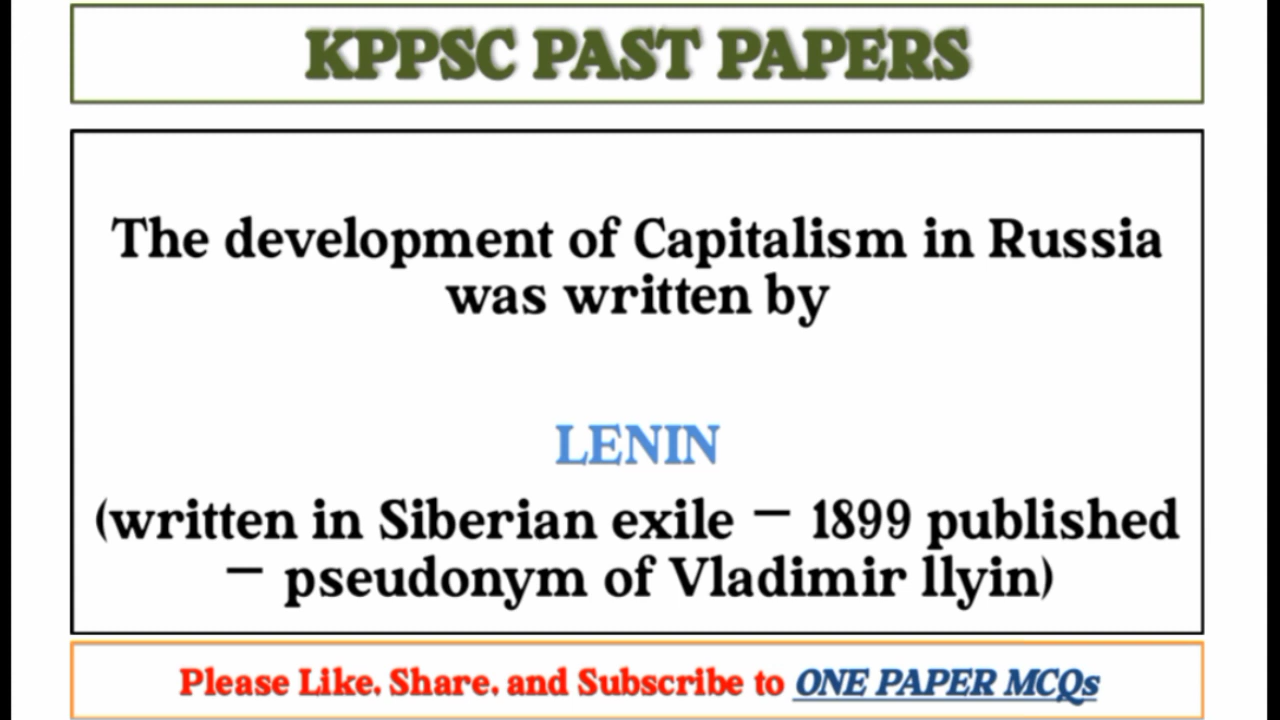 KPPSC PAST PAPERS
The development of Capitalism in Russia
was written by
LENIN
(written in Siberian exile – 1899 published
– pseudonym of Vladimir llyin)
Please Like, Share, and Subscribe to ONE PAPER MCQs